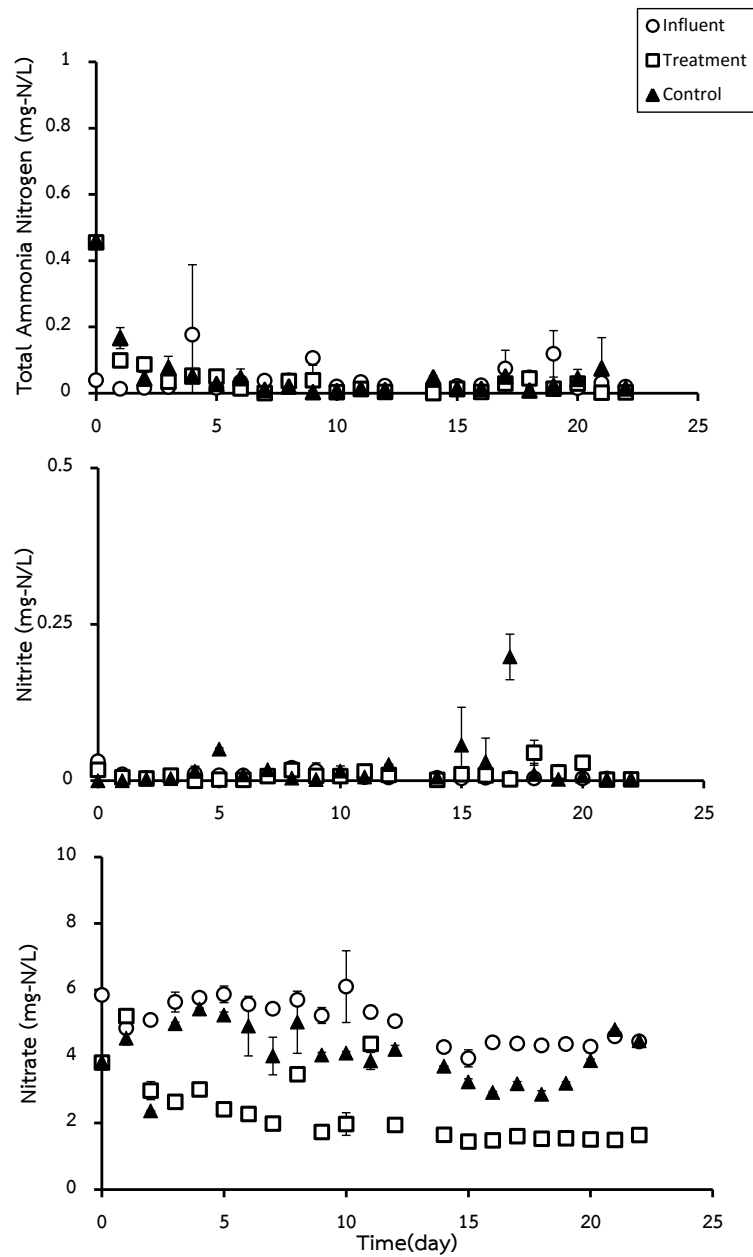 Influent
Treatment
Control
Total Ammonia Nitrogen (mg-N/L)
1
0.8
0.6
0.4
0.2
0
0 5 10 15 20 25
Nitrite (mg-N/L)
0.5
0.25
0
0 5 10 15 20 25
Nitrate (mg-N/L)
10
8
6
4
2
0
0 5 10 15 20 25
Time(day)